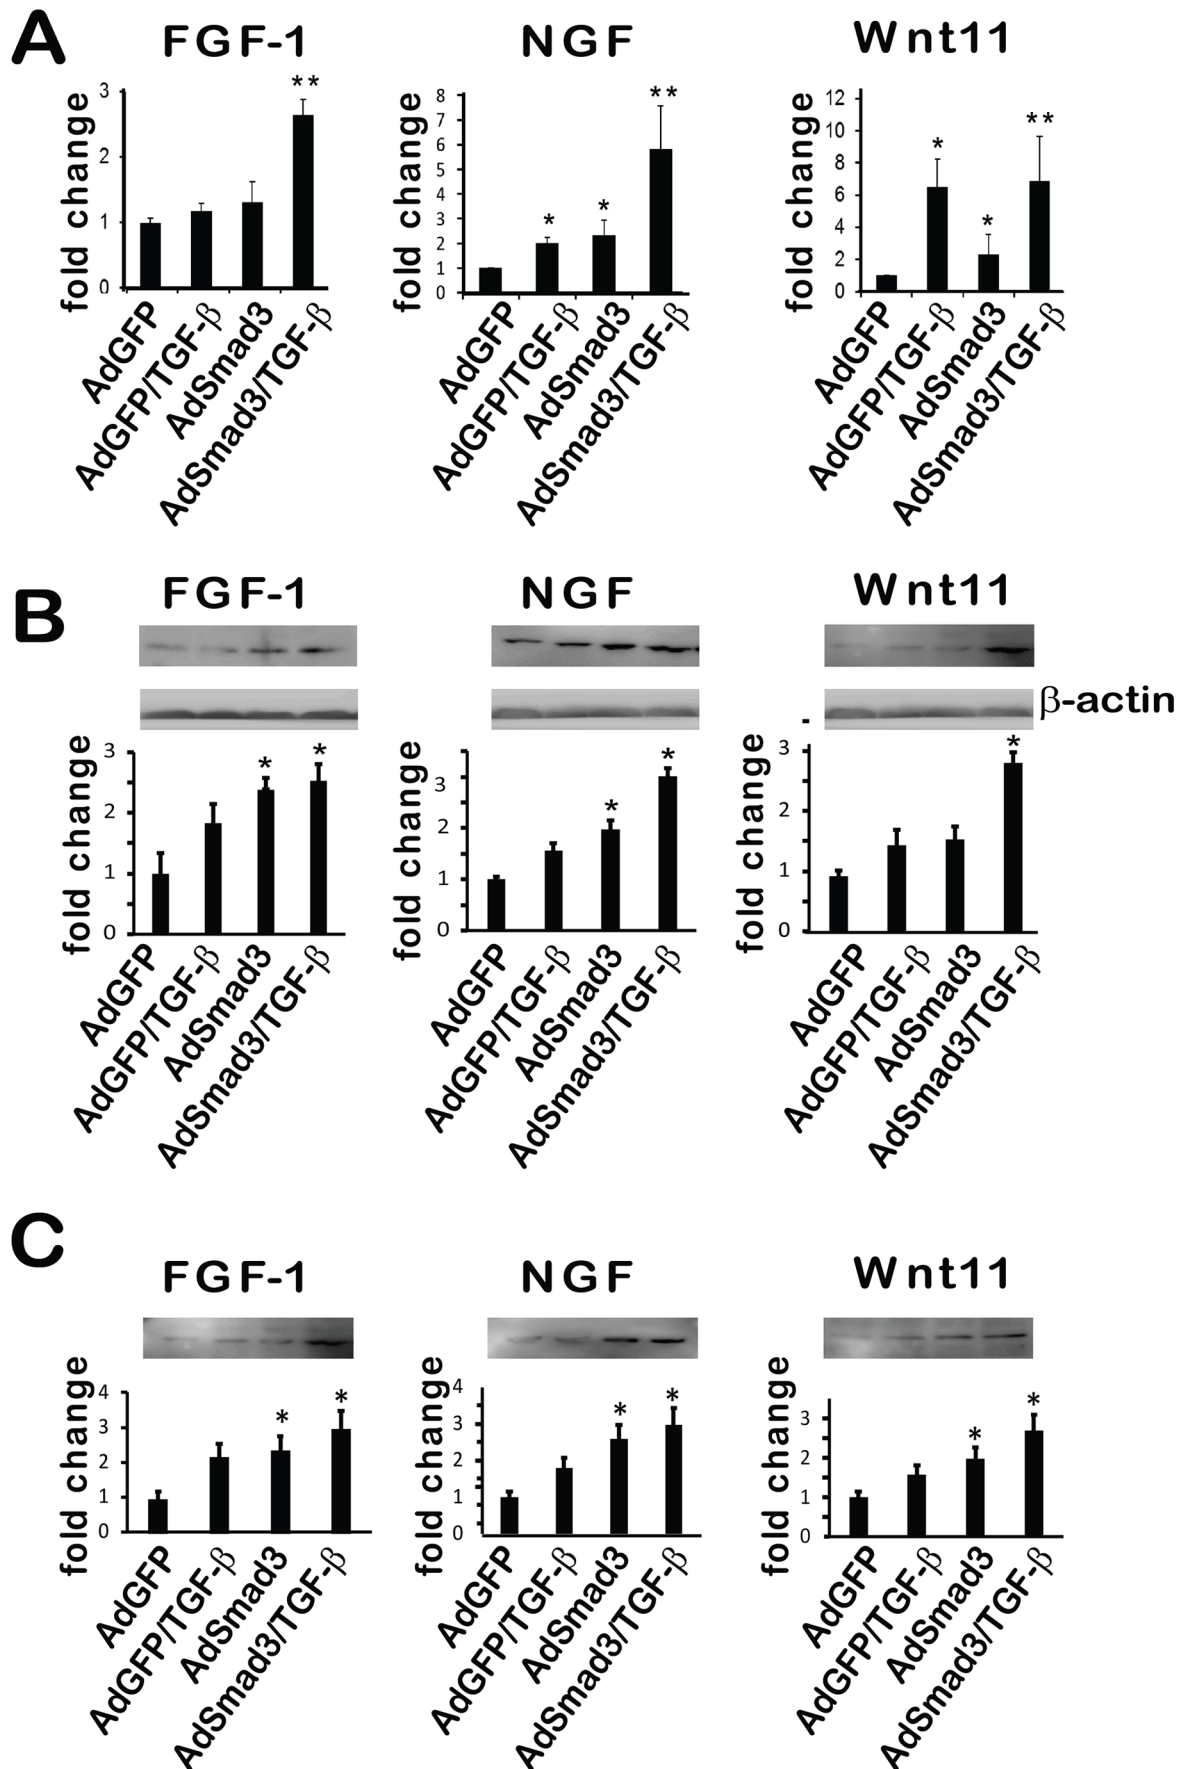 A
FGF-1 NGF Wnt11
fold change
3
2
1
0
**
AdGFP
AdGFP/TGF-β
AdSmad3
AdSmad3/TGF-β
fold change
8
7
6
5
4
3
2
1
0
* * **
AdGFP
AdGFP/TGF-β
AdSmad3
AdSmad3/TGF-β
fold change
12
10
8
6
4
2
0
* * **
AdGFP
AdGFP/TGF-β
AdSmad3
AdSmad3/TGF-β
B
FGF-1 NGF Wnt11
β-actin
fold change
3
2
1
0
* *
AdGFP
AdGFP/TGF-β
AdSmad3
AdSmad3/TGF-β
fold change
3
2
1
0
* *
AdGFP
AdGFP/TGF-β
AdSmad3
AdSmad3/TGF-β
fold change
3
2
1
0
*
AdGFP
AdGFP/TGF-β
AdSmad3
AdSmad3/TGF-β
C
FGF-1 NGF Wnt11
fold change
4
3
2
1
0
* *
AdGFP
AdGFP/TGF-β
AdSmad3
AdSmad3/TGF-β
fold change
4
3
2
1
0
* *
AdGFP
AdGFP/TGF-β
AdSmad3
AdSmad3/TGF-β
fold change
3
2
1
0
* *
AdGFP
AdGFP/TGF-β
AdSmad3
AdSmad3/TGF-β